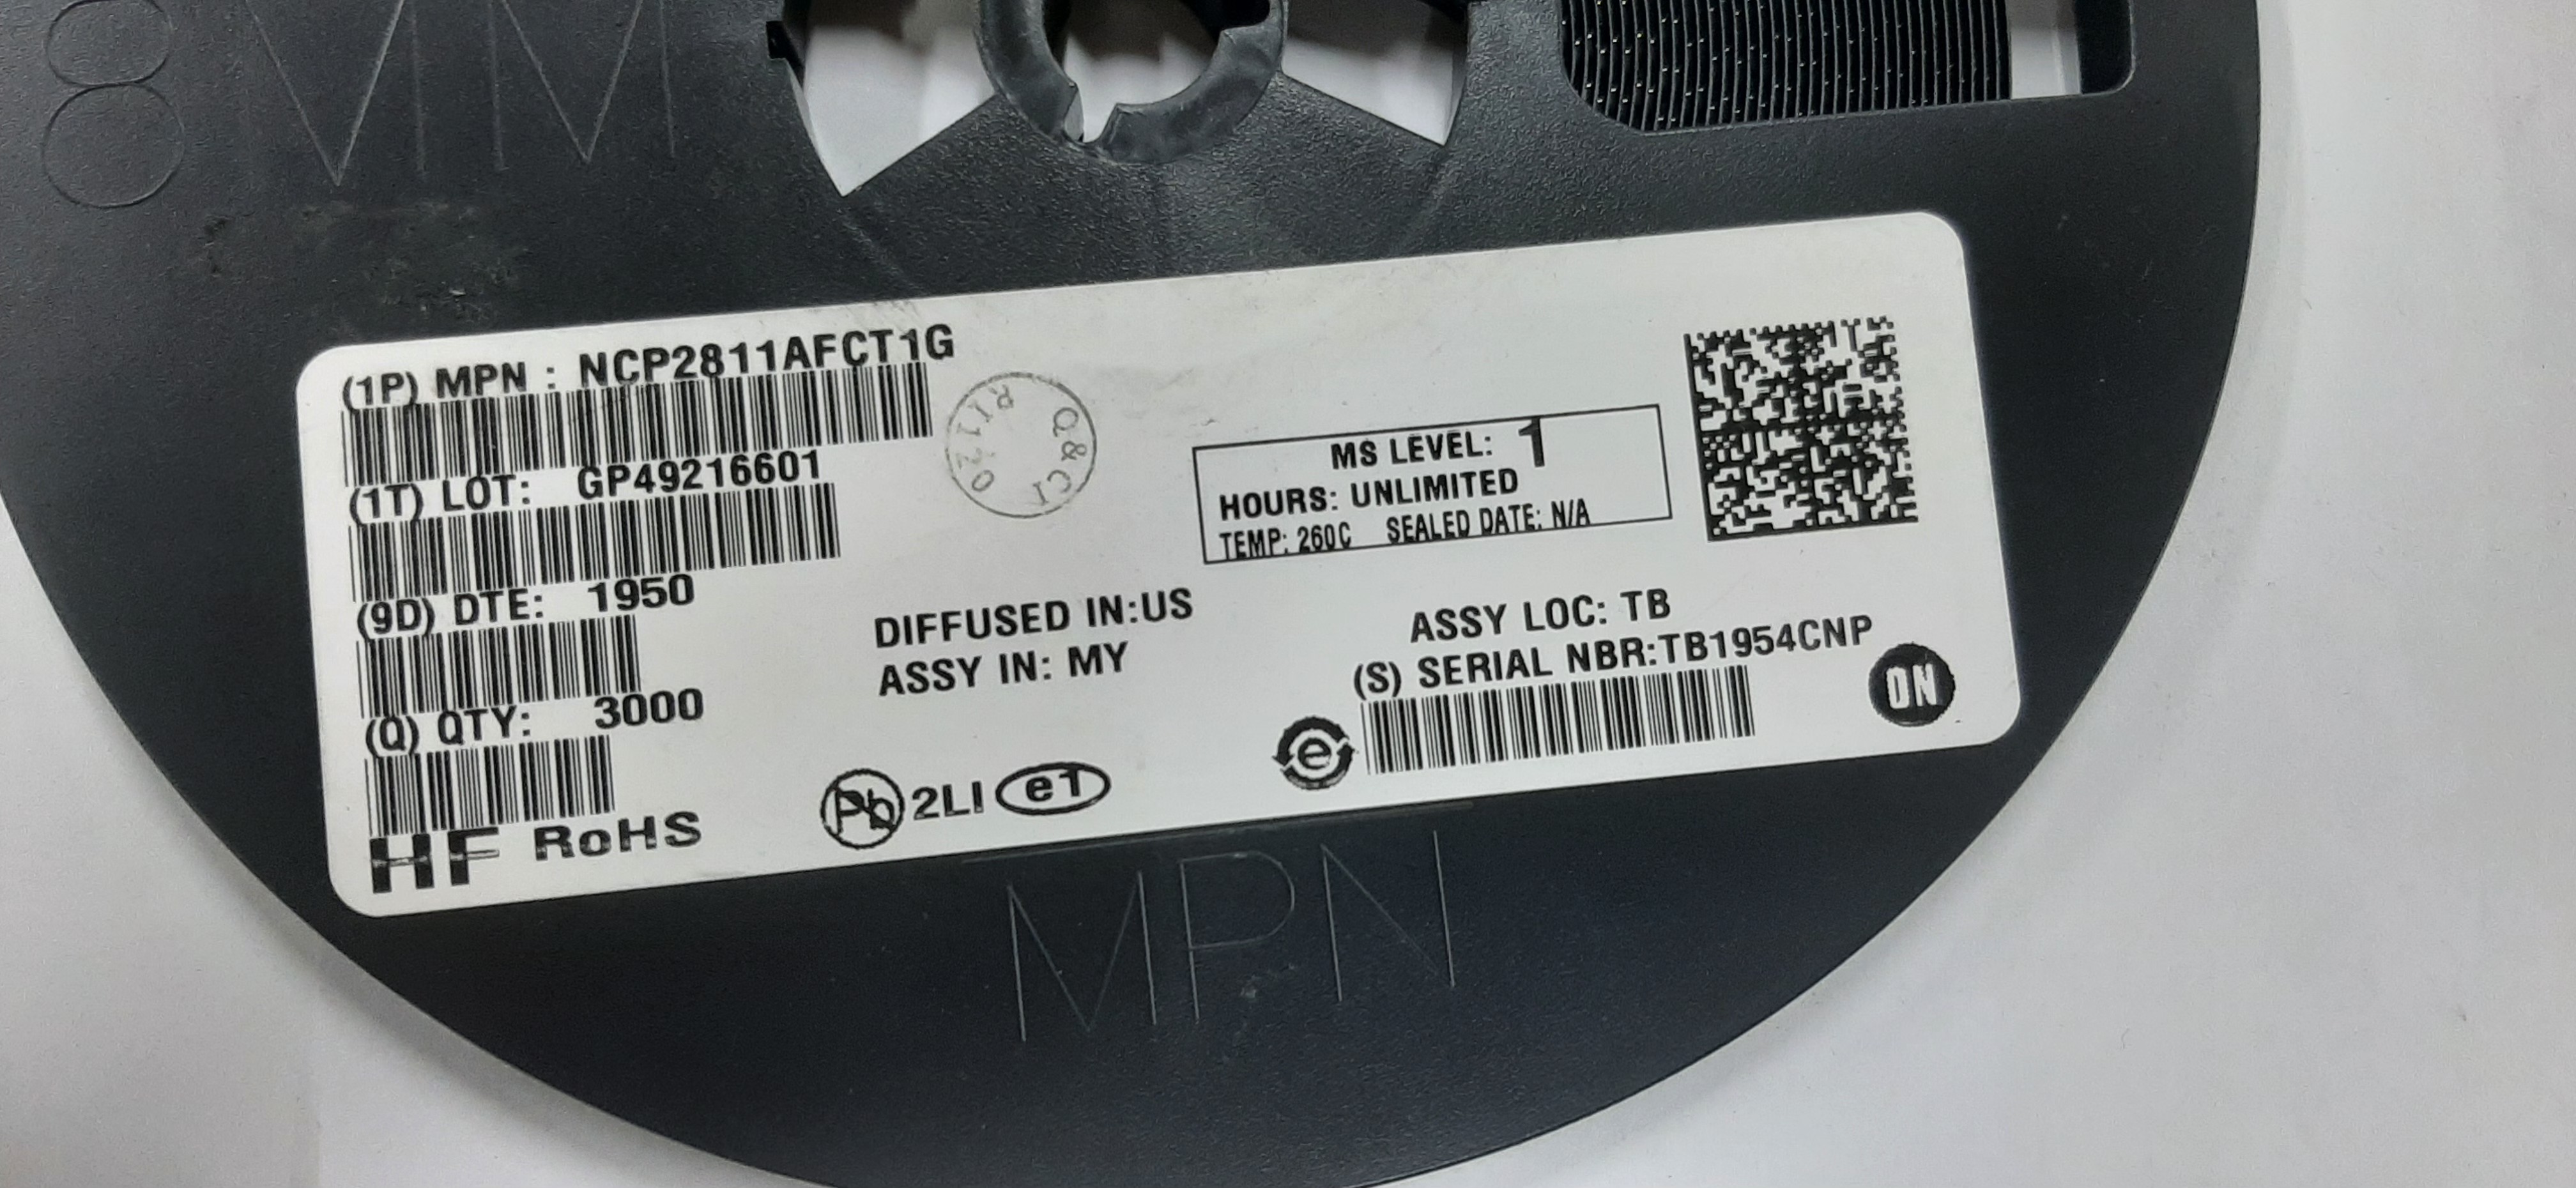 8MM
(1P) MPN : NCP2811AFCT1G
(1T) LOT: GP49216601
(9D) DTE: 1950
(Q) QTY: 3000
HF RoHS
Q&CI
RT120
MS LEVEL: 1
HOURS: UNLIMITED
TEMP: 260C SEALED DATE: N/A
DIFFUSED IN:US
ASSY IN: MY
ASSY LOC: TB
(S) SERIAL NBR:TB1954CNP
ON
Pb 2LI e1
e
MPN